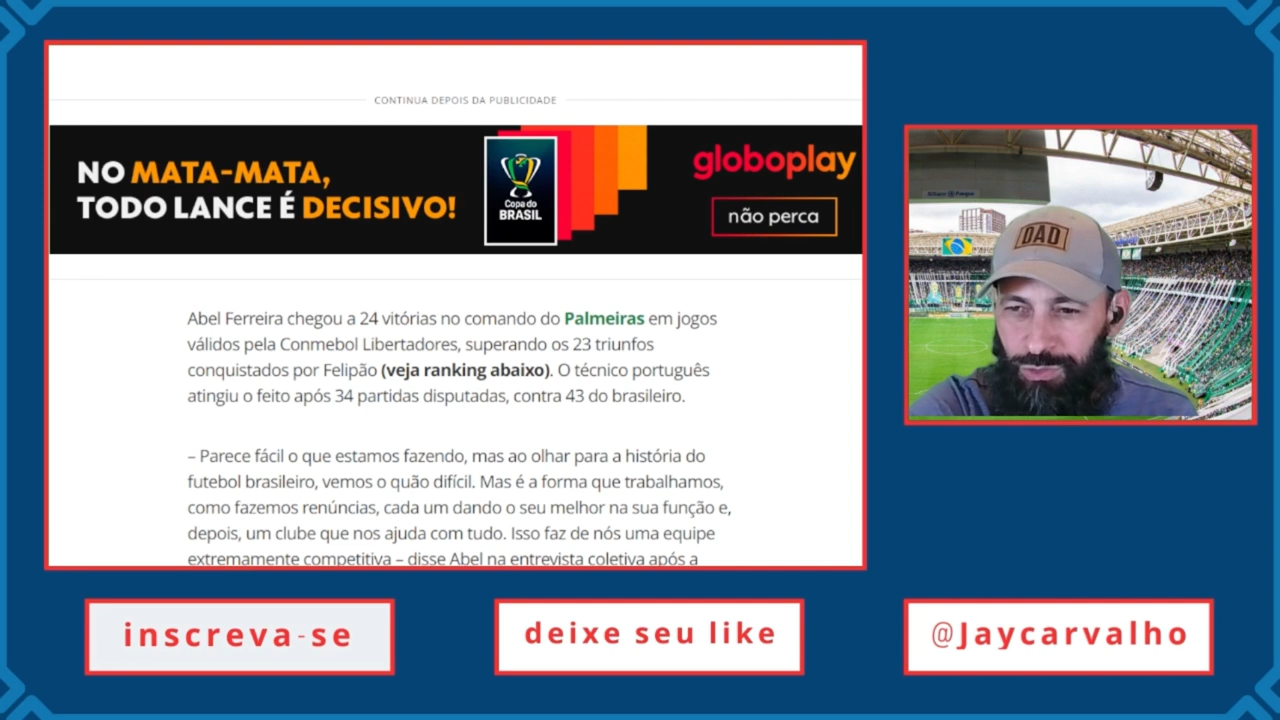 CONTINUA DEPOIS DA PUBLICIDADE
NO MATA-MATA,
TODO LANCE É DECISIVO!
Copa do
BRASIL
globoplay
não perca
DAD
Abel Ferreira chegou a 24 vitórias no comando do Palmeiras em jogos
válidos pela Conmebol Libertadores, superando os 23 triunfos
conquistados por Felipão (veja ranking abaixo). O técnico português
atingiu o feito após 34 partidas disputadas, contra 43 do brasileiro.
– Parece fácil o que estamos fazendo, mas ao olhar para a história do
futebol brasileiro, vemos o quão difícil. Mas é a forma que trabalhamos,
como fazemos renúncias, cada um dando o seu melhor na sua função e,
depois, um clube que nos ajuda com tudo. Isso faz de nós uma equipe
extremamente competitiva – disse Abel na entrevista coletiva após a
inscreva-se
deixe seu like
@Jaycarvalho